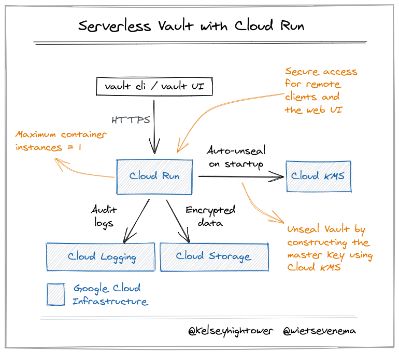 Serverless Vault with Cloud Run
vault cli / vault UI
Secure access
for remote
clients and
the web UI
HTTPS
Maximum container
instances = 1
Auto-unseal
on startup
Cloud Run
Cloud KMS
Audit
logs
Encrypted
data
Unseal Vault by
constructing the
master key using
Cloud KMS
Cloud Logging
Cloud Storage
Google Cloud
Infrastructure
@kelseyhightower @wietsevenema